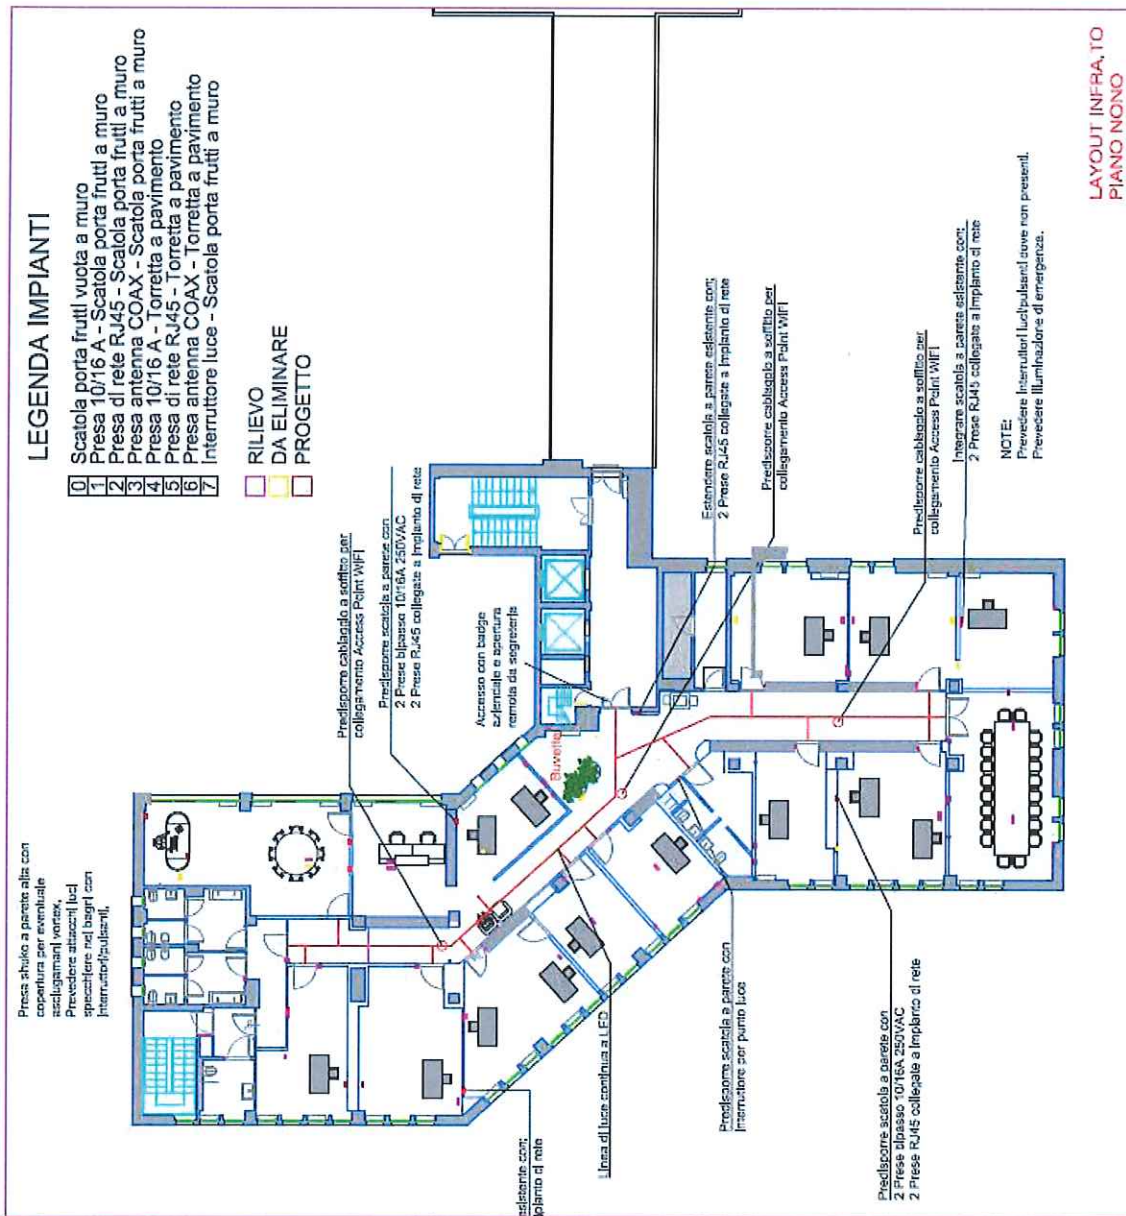 LEGENDA IMPIANTI
0 Scatola porta frutti vuota a muro
1 Presa 10/16 A - Scatola porta frutti a muro
2 Presa di rete RJ45 - Scatola porta frutti a muro
3 Presa antenna COAX - Scatola porta frutti a muro
4 Presa 10/16 A - Torretta a pavimento
5 Presa di rete RJ45 - Torretta a pavimento
6 Presa antenna COAX - Torretta a pavimento
7 Interruttore luce - Scatola porta frutti a muro
RILIEVO
DA ELIMINARE
PROGETTO
Presa shuko a parete alta con
copertura per eventuale
asciugamani vortex.
Prevedere attacchi luci
specchiere nei bagni con
interruttori/pulsanti.
Predisporre cablaggio a soffitto per
collegamento Access Point WIFI
Predisporre scatola a parete con
2 Prese bipasso 10/16A 250VAC
2 Prese RJ45 collegate a Impianto di rete
Accesso con badge
aziendale e apertura
remota da segreteria
Buvette
Estendere scatola a parete esistente con:
2 Prese RJ45 collegate a Impianto di rete
Predisporre cablaggio a soffitto per
collegamento Access Point WIFI
Predisporre cablaggio a soffitto per
collegamento Access Point WIFI
Integrare scatola a parete esistente con:
2 Prese RJ45 collegate a Impianto di rete
NOTE:
Prevedere Interruttori luci/pulsanti dove non presenti.
Prevedere Illuminazione di emergenza.
esistente con:
Impianto di rete
Linea di luce continua a LED
Predisporre scatola a parete con
Interruttore per punto luce
Predisporre scatola a parete con
2 Prese bipasso 10/16A 250VAC
2 Prese RJ45 collegate a Impianto di rete
LAYOUT INFRA.TO
PIANO NONO